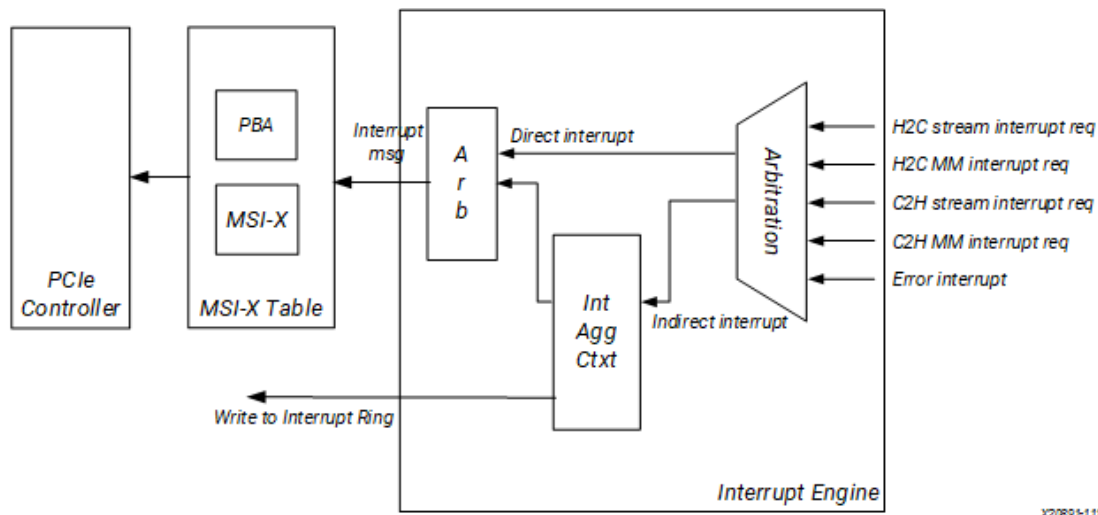 PBA
MSI-X
PCIe
Controller
MSI-X Table
Interrupt
msg
A
r
b
Direct interrupt
Arbitration
H2C stream interrupt req
H2C MM interrupt req
C2H stream interrupt req
C2H MM interrupt req
Error interrupt
Int
Agg
Ctxt
Indirect interrupt
Write to Interrupt Ring
Interrupt Engine